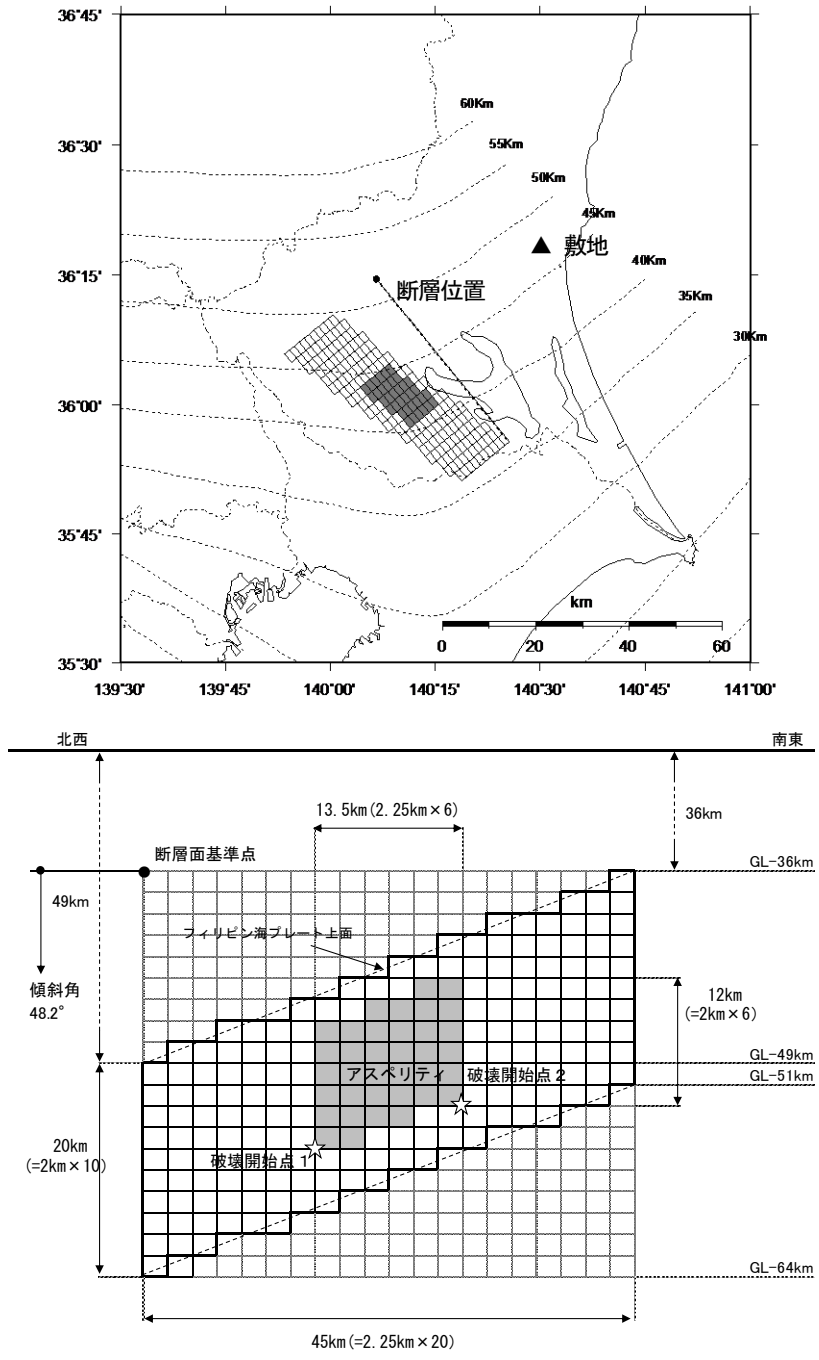 36°45'
36°30'
36°15'
36°00'
35°45'
35°30'
60Km
55Km
50Km
45Km
40Km
35Km
30Km
敷地
断層位置
km
0 20 40 60
139°30' 139°45' 140°00' 140°15' 140°30' 140°45' 141°00'
北西
南東
13.5km(2.25km×6)
36km
断層面基準点
GL-36km
49km
フィリピン海プレート上面
傾斜角
48.2°
12km
(=2km×6)
GL-49km
アスペリティ
破壊開始点2
GL-51km
20km
(=2km×10)
破壊開始点1
GL-64km
45km(=2.25km×20)